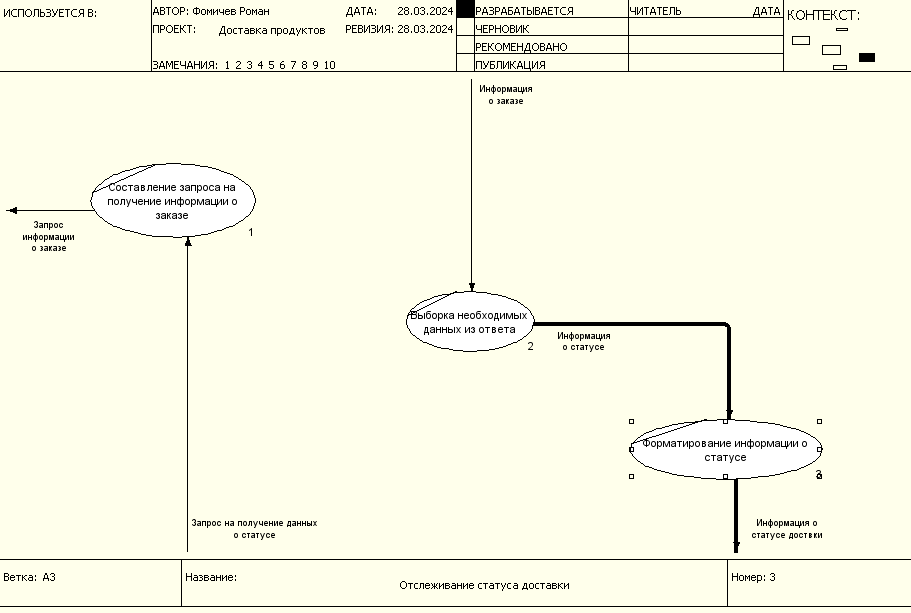 ИСПОЛЬЗУЕТСЯ В:
АВТОР: Фомичев Роман
ДАТА: 28.03.2024
ПРОЕКТ: Доставка продуктов
РЕВИЗИЯ: 28.03.2024
ЗАМЕЧАНИЯ: 1 2 3 4 5 6 7 8 9 10
РАЗРАБАТЫВАЕТСЯ
ЧЕРНОВИК
РЕКОМЕНДОВАНО
ПУБЛИКАЦИЯ
ЧИТАТЕЛЬ
ДАТА
КОНТЕКСТ:
Информация
о заказе
Составление запроса на
получение информации о
заказе
1
Запрос
информации
о заказе
Выборка необходимых
данных из ответа
2
Информация
о статусе
Форматирование информации о
статусе
3
Запрос на получение данных
о статусе
Информация о
статусе доствки
Ветка: A3
Название:
Отслеживание статуса доставки
Номер: 3